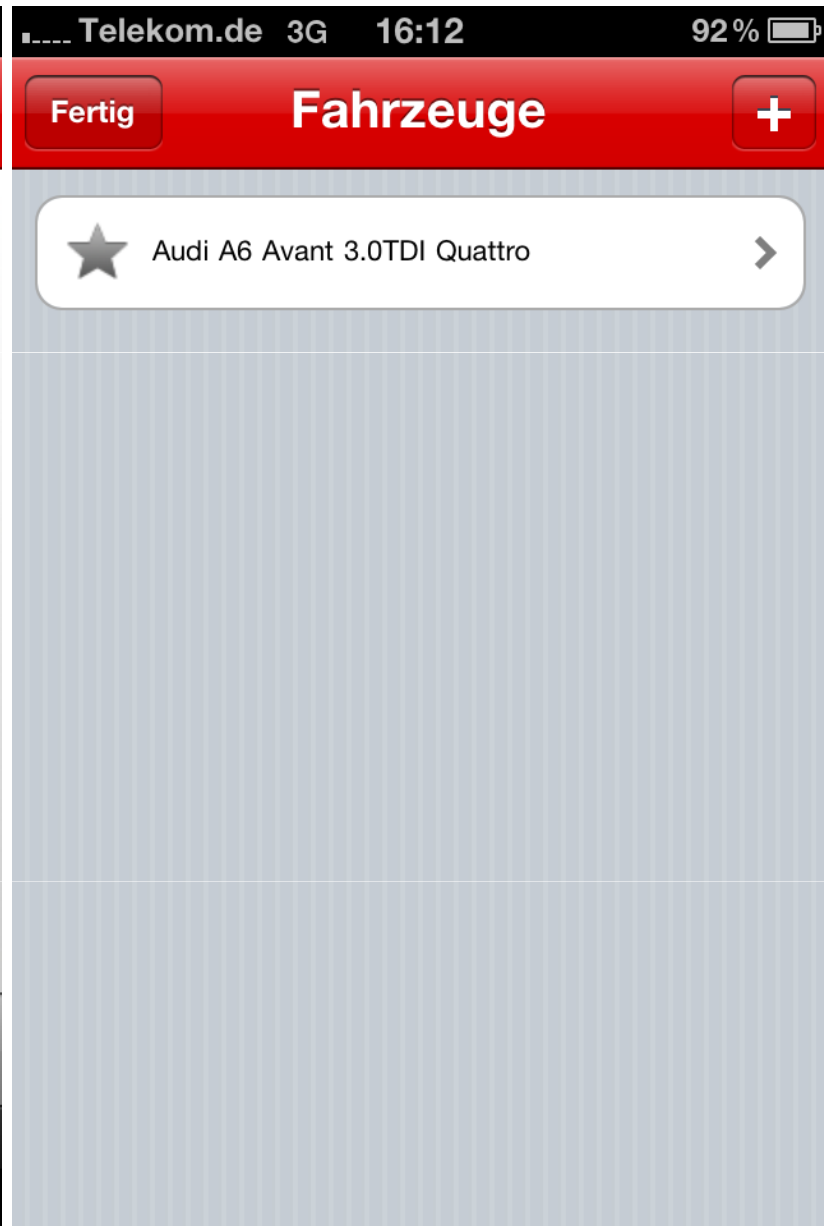 Telekom.de 3G 16:12 92%
Fertig Fahrzeuge +
Audi A6 Avant 3.0TDI Quattro